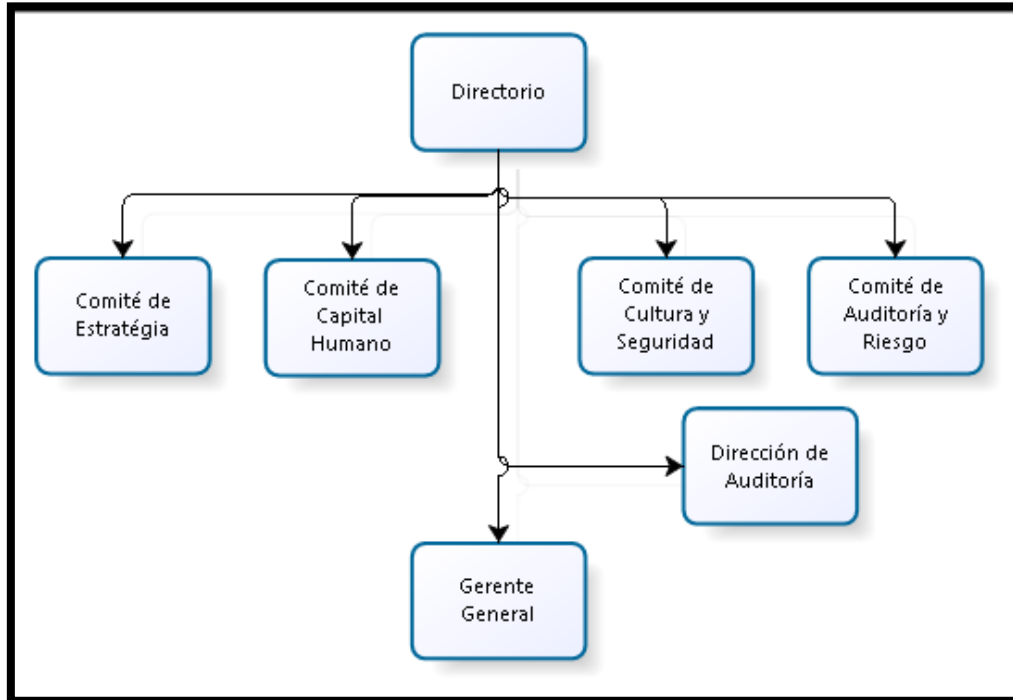 Directorio
Comité de
Estratégia
Comité de
Capital
Humano
Comité de
Cultura y
Seguridad
Comité de
Auditoría y
Riesgo
Dirección de
Auditoría
Gerente
General